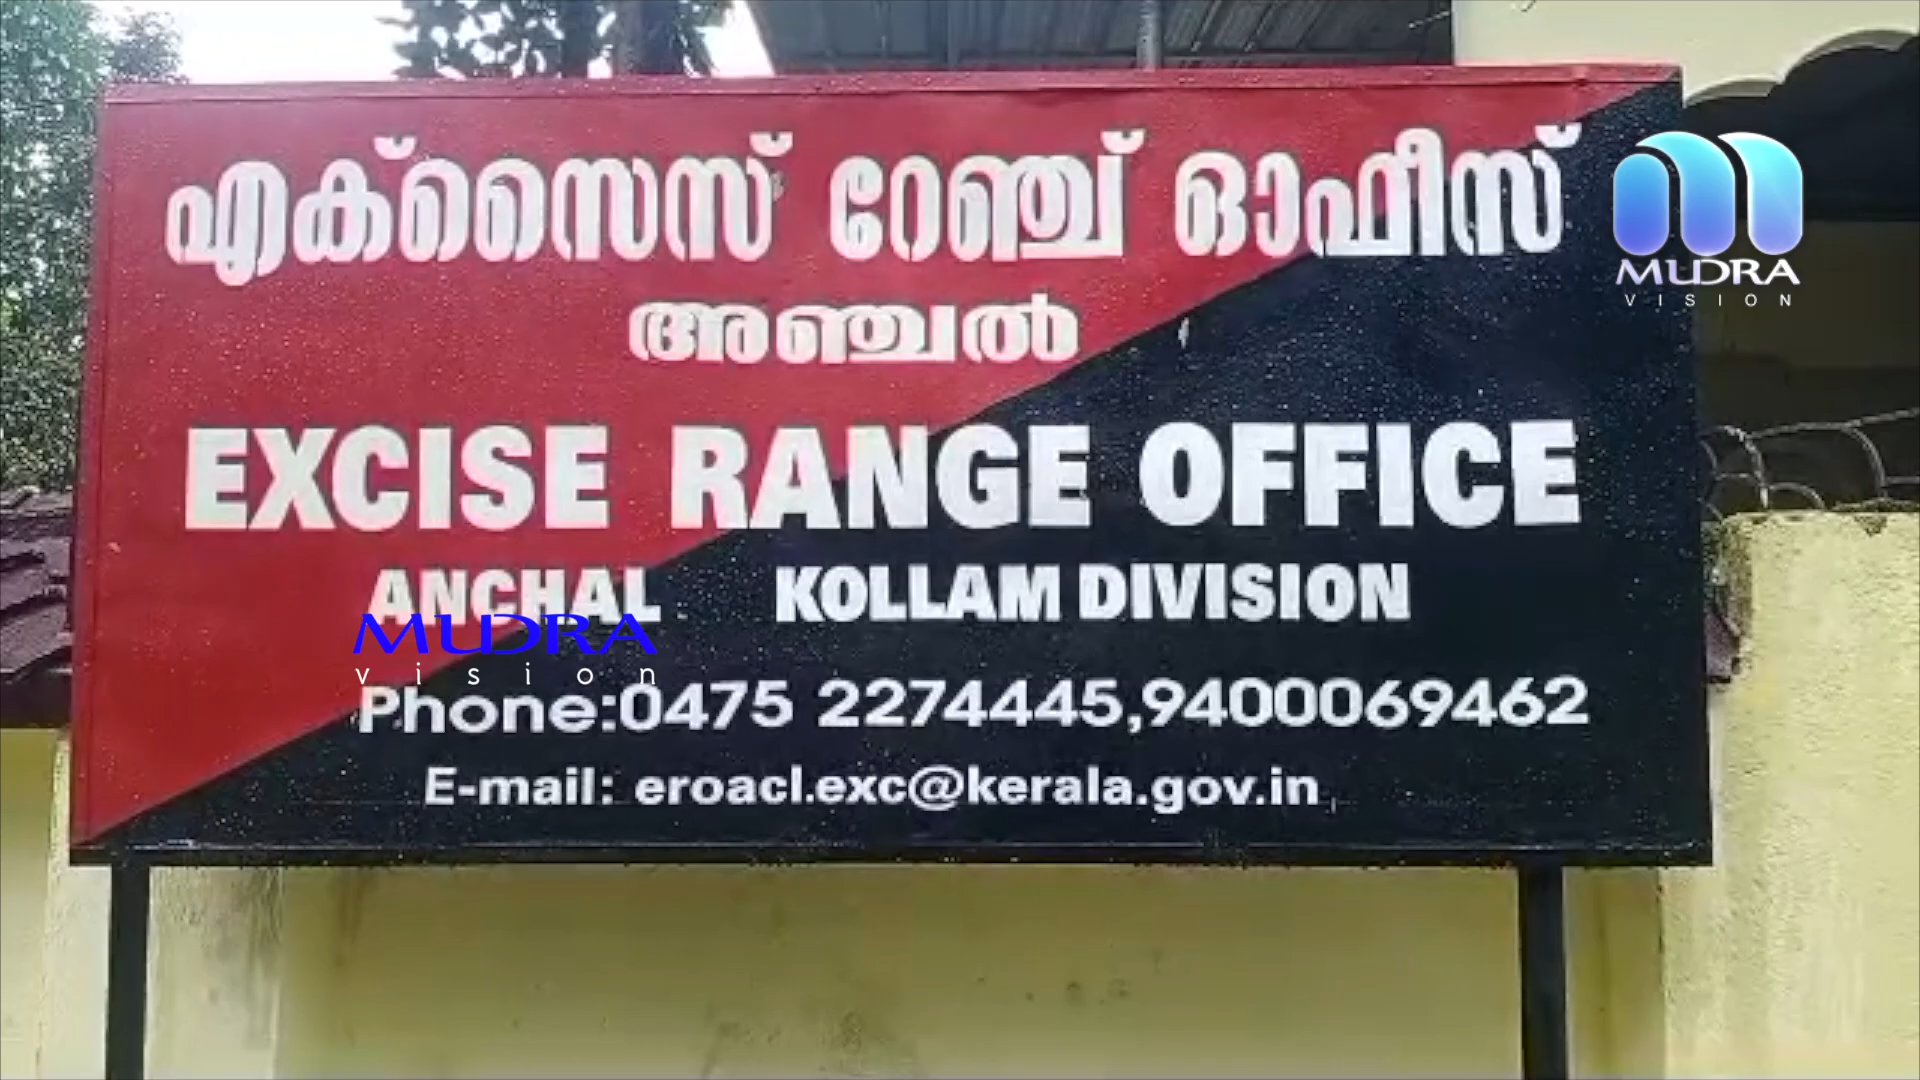 എക്സൈസ് റേഞ്ച് ഓഫീസ്
അഞ്ചൽ
EXCISE RANGE OFFICE
ANCHAL KOLLAM DIVISION
Phone:0475 2274445,9400069462
E-mail: eroacl.exc@kerala.gov.in
MUDRA
VISION
MUDRA
vision